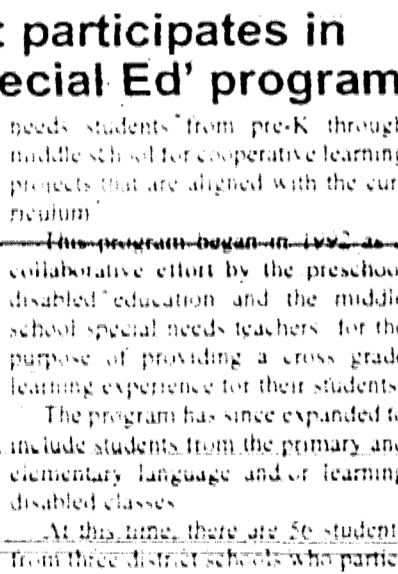 t participates in
ecial Ed' program
needs students from pre-K through
middle school for cooperative learning
projects that are aligned with the cur-
riculum
This program began in 1992 as a
collaborative effort by the preschool
disabled education and the middle
school special needs teachers for the
purpose of providing a cross grade
learning experience for their students
The program has since expanded to
include students from the primary and
elementary language and/or learning
disabled classes
At this time, there are 56 students
from three district schools who partic